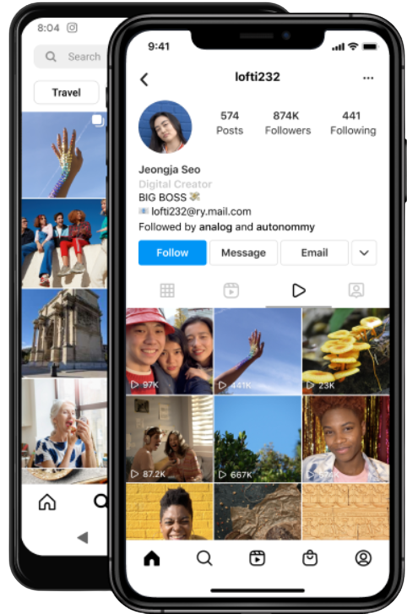 8:04
Search
Travel
9:41
lofti232
574
Posts
874K
Followers
441
Following
Jeongja Seo
Digital Creator
BIG BOSS 💸
📧 lofti232@ry.mail.com
Followed by analog and autonommy
Follow
Message
Email
97K
441K
23K
87.2K
667K